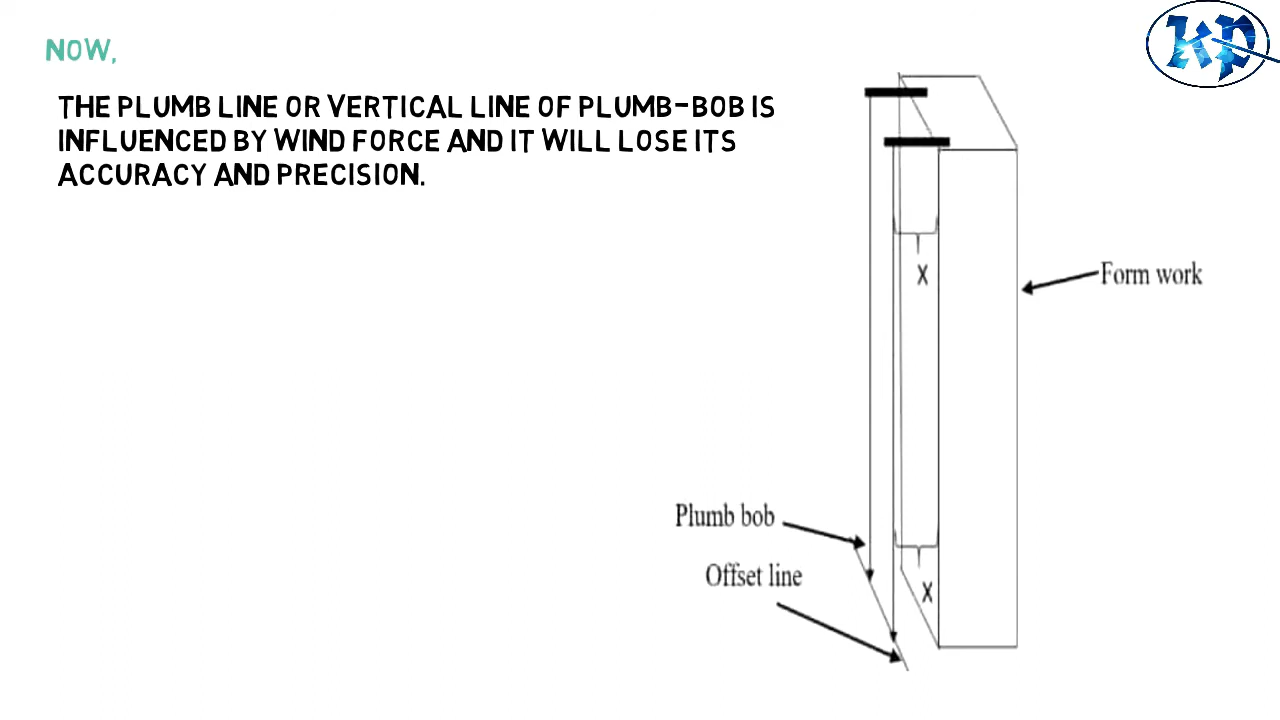 NOW,
KP
THE PLUMB LINE OR VERTICAL LINE OF PLUMB-BOB IS
INFLUENCED BY WIND FORCE AND IT WILL LOSE ITS
ACCURACY AND PRECISION.
X
Form work
Plumb bob
Offset line
X